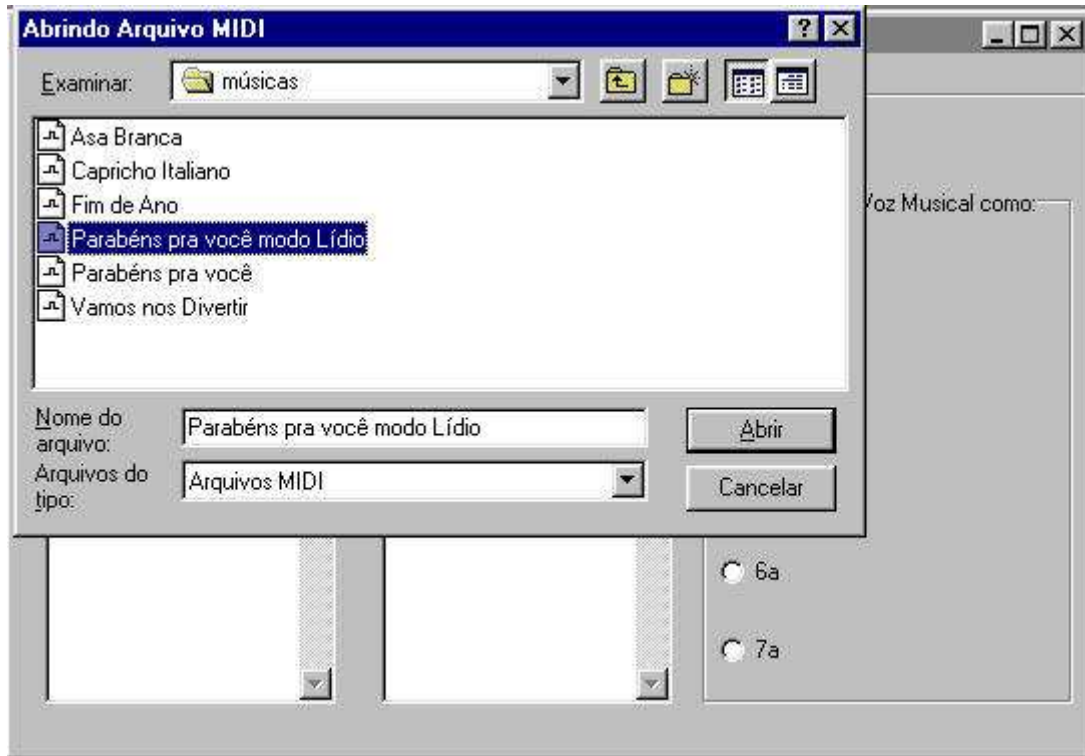 Abrindo Arquivo MIDI
Examinar:
músicas
Asa Branca
Capricho Italiano
Fim de Ano
Parabéns pra você modo Lídio
Parabéns pra você
Vamos nos Divertir
Nome do
arquivo:
Parabéns pra você modo Lídio
Abrir
Arquivos do
tipo:
Arquivos MIDI
Cancelar
Musical como:
6a
7a